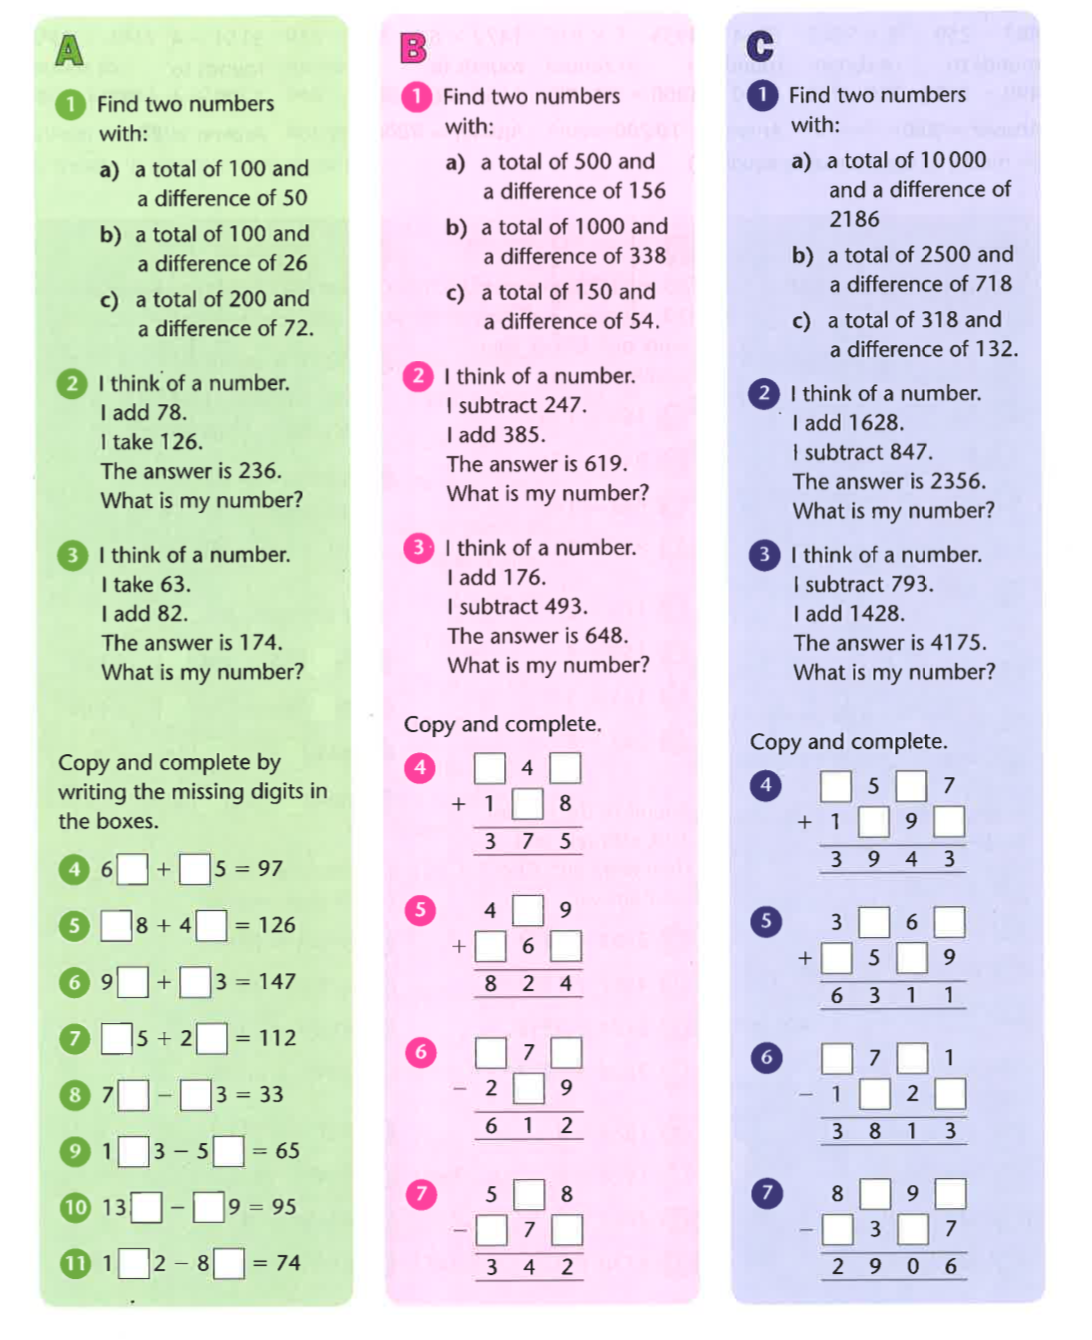 A
1 Find two numbers
with:
a) a total of 100 and
a difference of 50
b) a total of 100 and
a difference of 26
c) a total of 200 and
a difference of 72.
2 I think of a number.
I add 78.
I take 126.
The answer is 236.
What is my number?
3 I think of a number.
I take 63.
I add 82.
The answer is 174.
What is my number?
Copy and complete by
writing the missing digits in
the boxes.
4 6□ + □5 = 97
5 □8 + 4□ = 126
6 9□ + □3 = 147
7 □5 + 2□ = 112
8 7□ − □3 = 33
9 1□3 − 5□ = 65
10 13□ − □9 = 95
11 1□2 − 8□ = 74
B
1 Find two numbers
with:
a) a total of 500 and
a difference of 156
b) a total of 1000 and
a difference of 338
c) a total of 150 and
a difference of 54.
2 I think of a number.
I subtract 247.
I add 385.
The answer is 619.
What is my number?
3 I think of a number.
I add 176.
I subtract 493.
The answer is 648.
What is my number?
Copy and complete.
4 □ 4 □
+ 1 □ 8
3 7 5
5 4 □ 9
+ □ 6 □
8 2 4
6 □ 7 □
− 2 □ 9
6 1 2
7 5 □ 8
− □ 7 □
3 4 2
C
1 Find two numbers
with:
a) a total of 10 000
and a difference of
2186
b) a total of 2500 and
a difference of 718
c) a total of 318 and
a difference of 132.
2 I think of a number.
I add 1628.
I subtract 847.
The answer is 2356.
What is my number?
3 I think of a number.
I subtract 793.
I add 1428.
The answer is 4175.
What is my number?
Copy and complete.
4 □ 5 □ 7
+ 1 □ 9 □
3 9 4 3
5 3 □ 6 □
+ □ 5 □ 9
6 3 1 1
6 □ 7 □ 1
− 1 □ 2 □
3 8 1 3
7 8 □ 9 □
− □ 3 □ 7
2 9 0 6